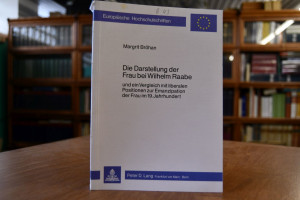 Europäische Hochschulschriften
Margrit Bröhan
Die Darstellung der
Frau bei Wilhelm Raabe
und ein Vergleich mit liberalen
Positionen zur Emanzipation
der Frau im 19. Jahrhundert
Peter D. Lang